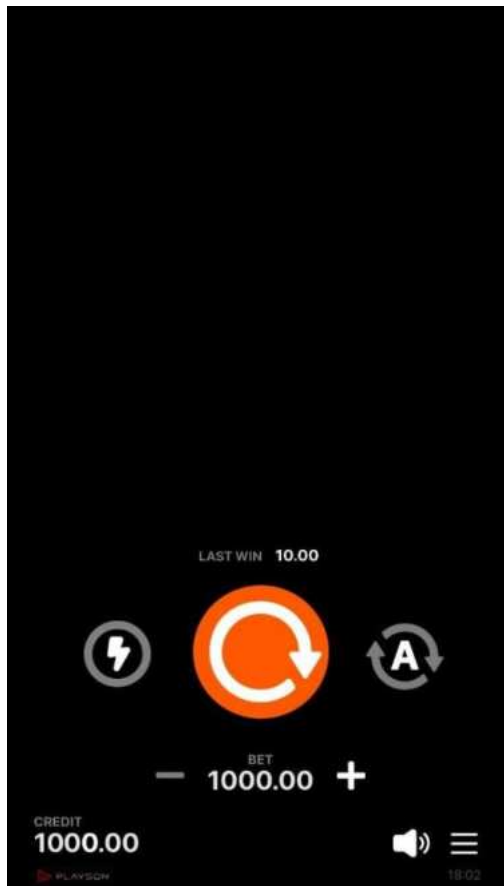 LAST WIN 10.00
A
BET
1000.00
CREDIT
1000.00
PLAYSON
18:02